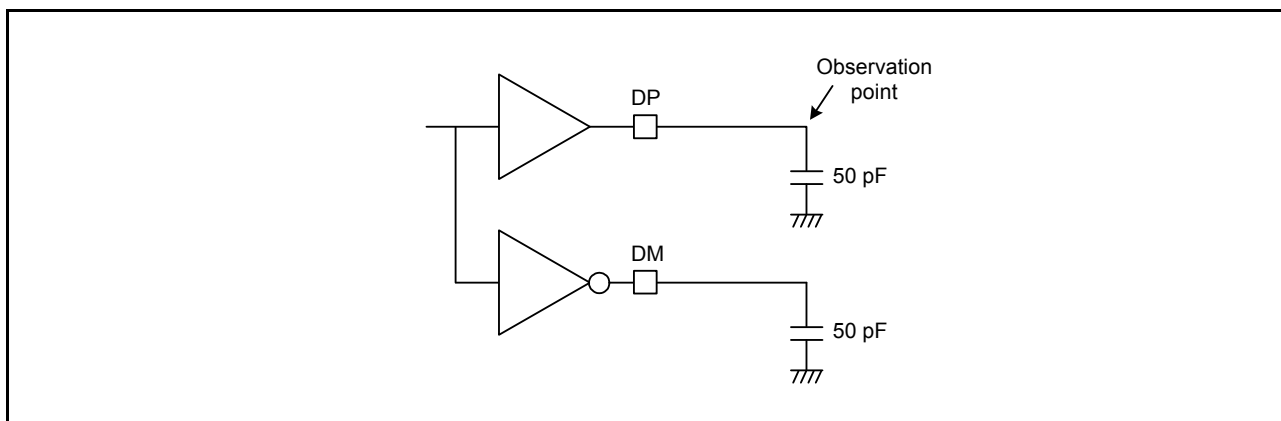 Observation
point
DP
50 pF
DM
50 pF